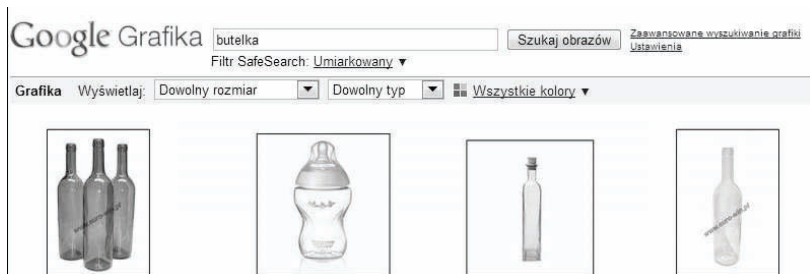 Google Grafika butelka Szukaj obrazów Zaawansowane wyszukiwanie grafiki
Ustawienia
Filtr SafeSearch: Umiarkowany ▼
Grafika Wyświetlaj: Dowolny rozmiar Dowolny typ Wszystkie kolory ▼